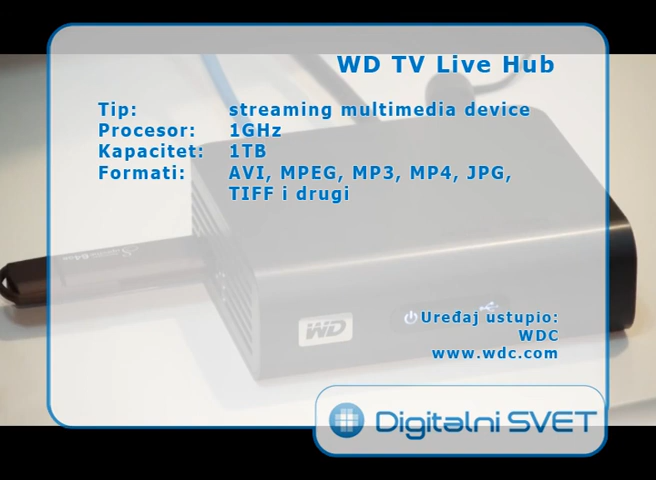 WD TV Live Hub
Tip: streaming multimedia device
Procesor: 1GHz
Kapacitet: 1TB
Formati: AVI, MPEG, MP3, MP4, JPG,
TIFF i drugi
WD
Uređaj ustupio:
WDC
www.wdc.com
Digitalni SVET